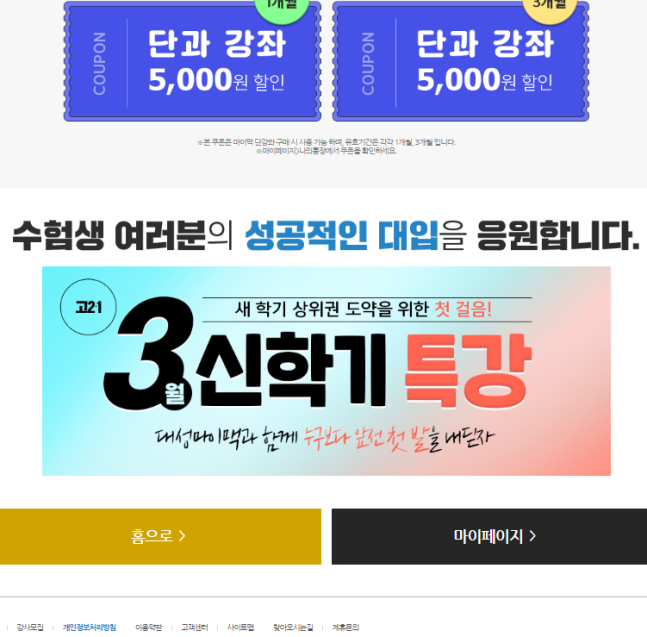 1개월
3개월
COUPON
단과 강좌
5,000원 할인
COUPON
단과 강좌
5,000원 할인
※본 쿠폰은 마이맥 단강좌 구매 시 사용 가능 하며, 유효기간은 각각 1개월, 3개월 입니다.
※마이페이지>나의통장에서 쿠폰을 확인하세요.
수험생 여러분의 성공적인 대입을 응원합니다.
고2·1
새 학기 상위권 도약을 위한 첫 걸음!
3월 신학기 특강
대성마이맥과 함께 누구보다 앞선 첫 발을 내딛자
홈으로 >
마이페이지 >
강사모집 | 개인정보처리방침 이용약관 | 고객센터 | 사이트맵 찾아오시는길 | 제휴문의